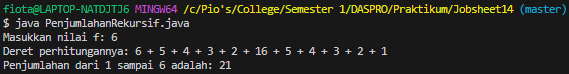 fiota@LAPTOP-NATDJTJ6 MINGW64 /c/Pio's/College/Semester 1/DASPRO/Praktikum/Jobsheet14 (master)
$ java PenjumlahanRekursif.java
Masukkan nilai f: 6
Deret perhitungannya: 6 + 5 + 4 + 3 + 2 + 16 + 5 + 4 + 3 + 2 + 1
Penjumlahan dari 1 sampai 6 adalah: 21